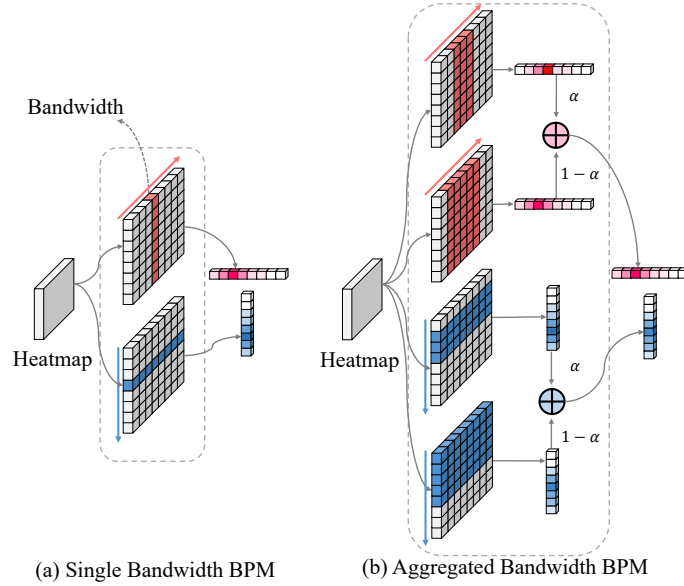 Bandwidth
Heatmap
(a) Single Bandwidth BPM
α
1 − α
Heatmap
α
1 − α
(b) Aggregated Bandwidth BPM